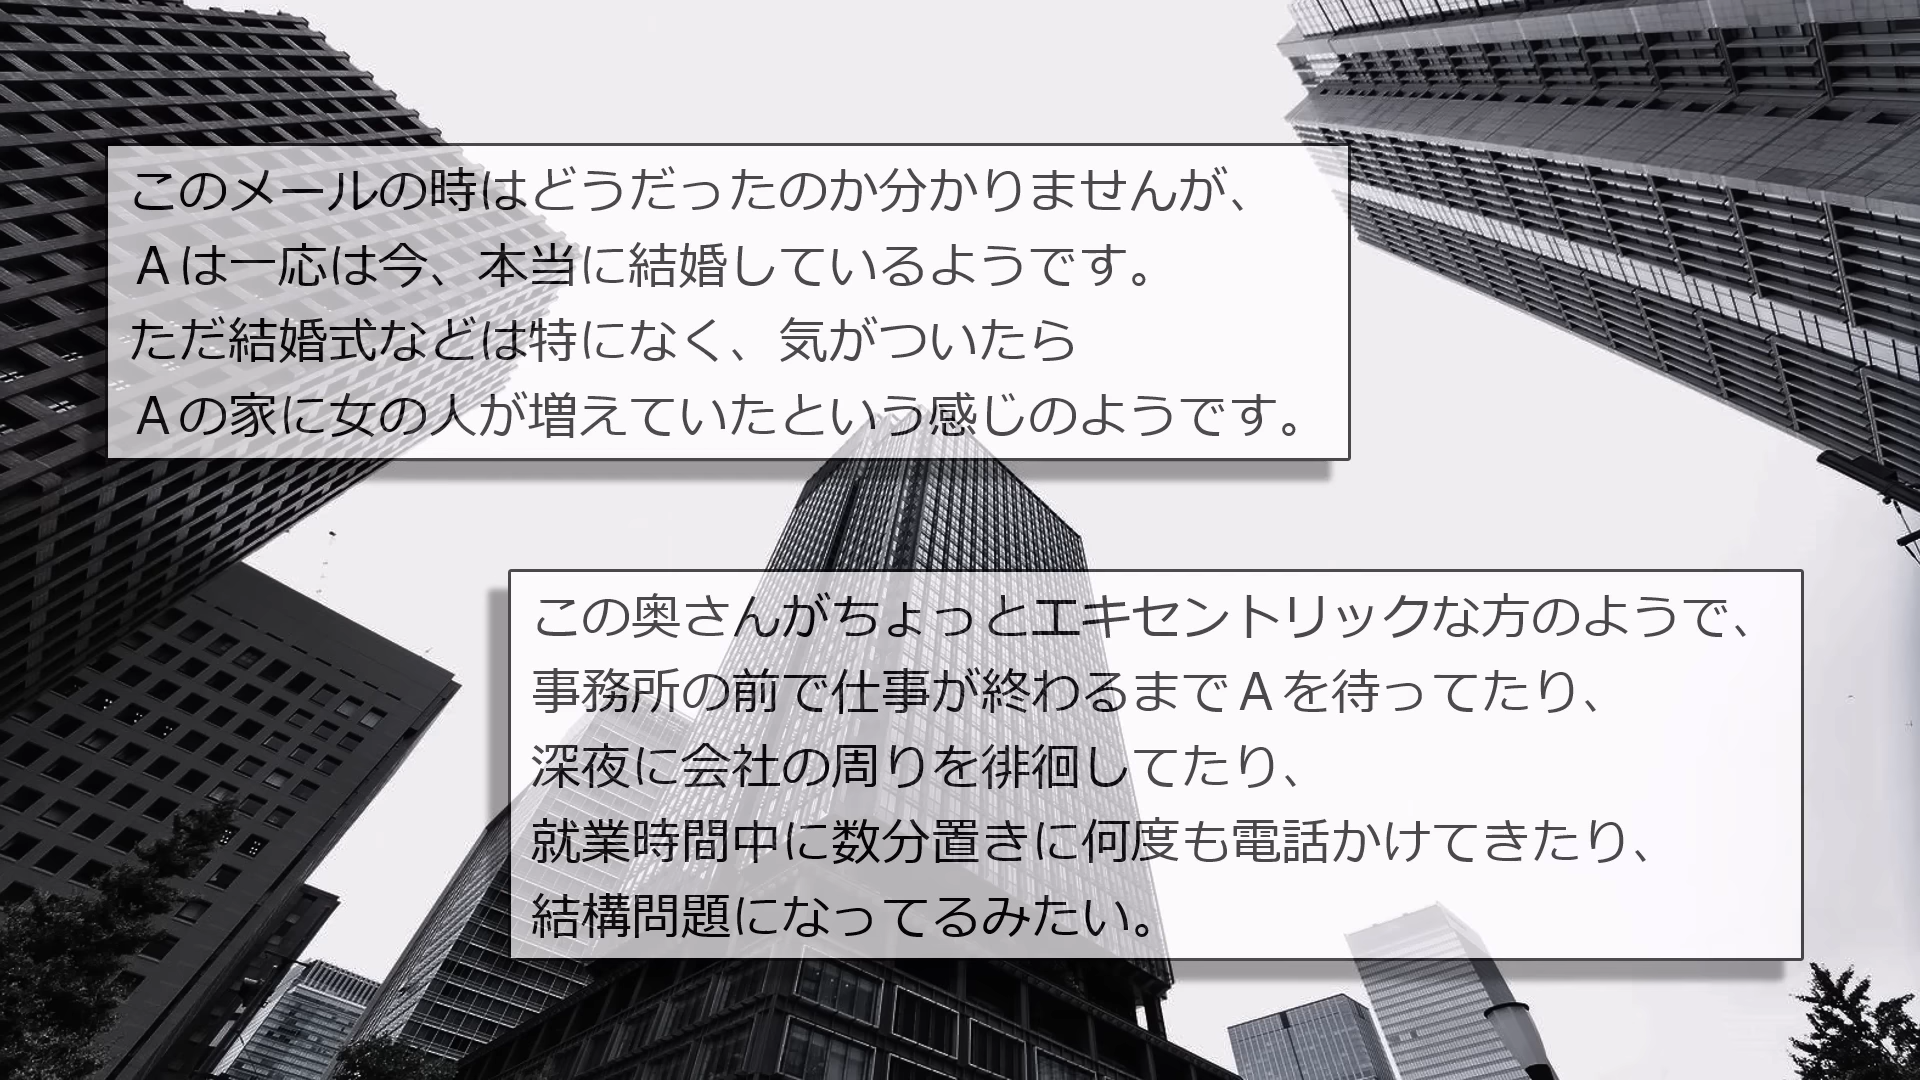 このメールの時はどうだったのか分かりませんが、
Ａは一応は今、本当に結婚しているようです。
ただ結婚式などは特になく、気がついたら
Ａの家に女の人が増えていたという感じのようです。
この奥さんがちょっとエキセントリックな方のようで、
事務所の前で仕事が終わるまでＡを待ってたり、
深夜に会社の周りを徘徊してたり、
就業時間中に数分置きに何度も電話かけてきたり、
結構問題になってるみたい。